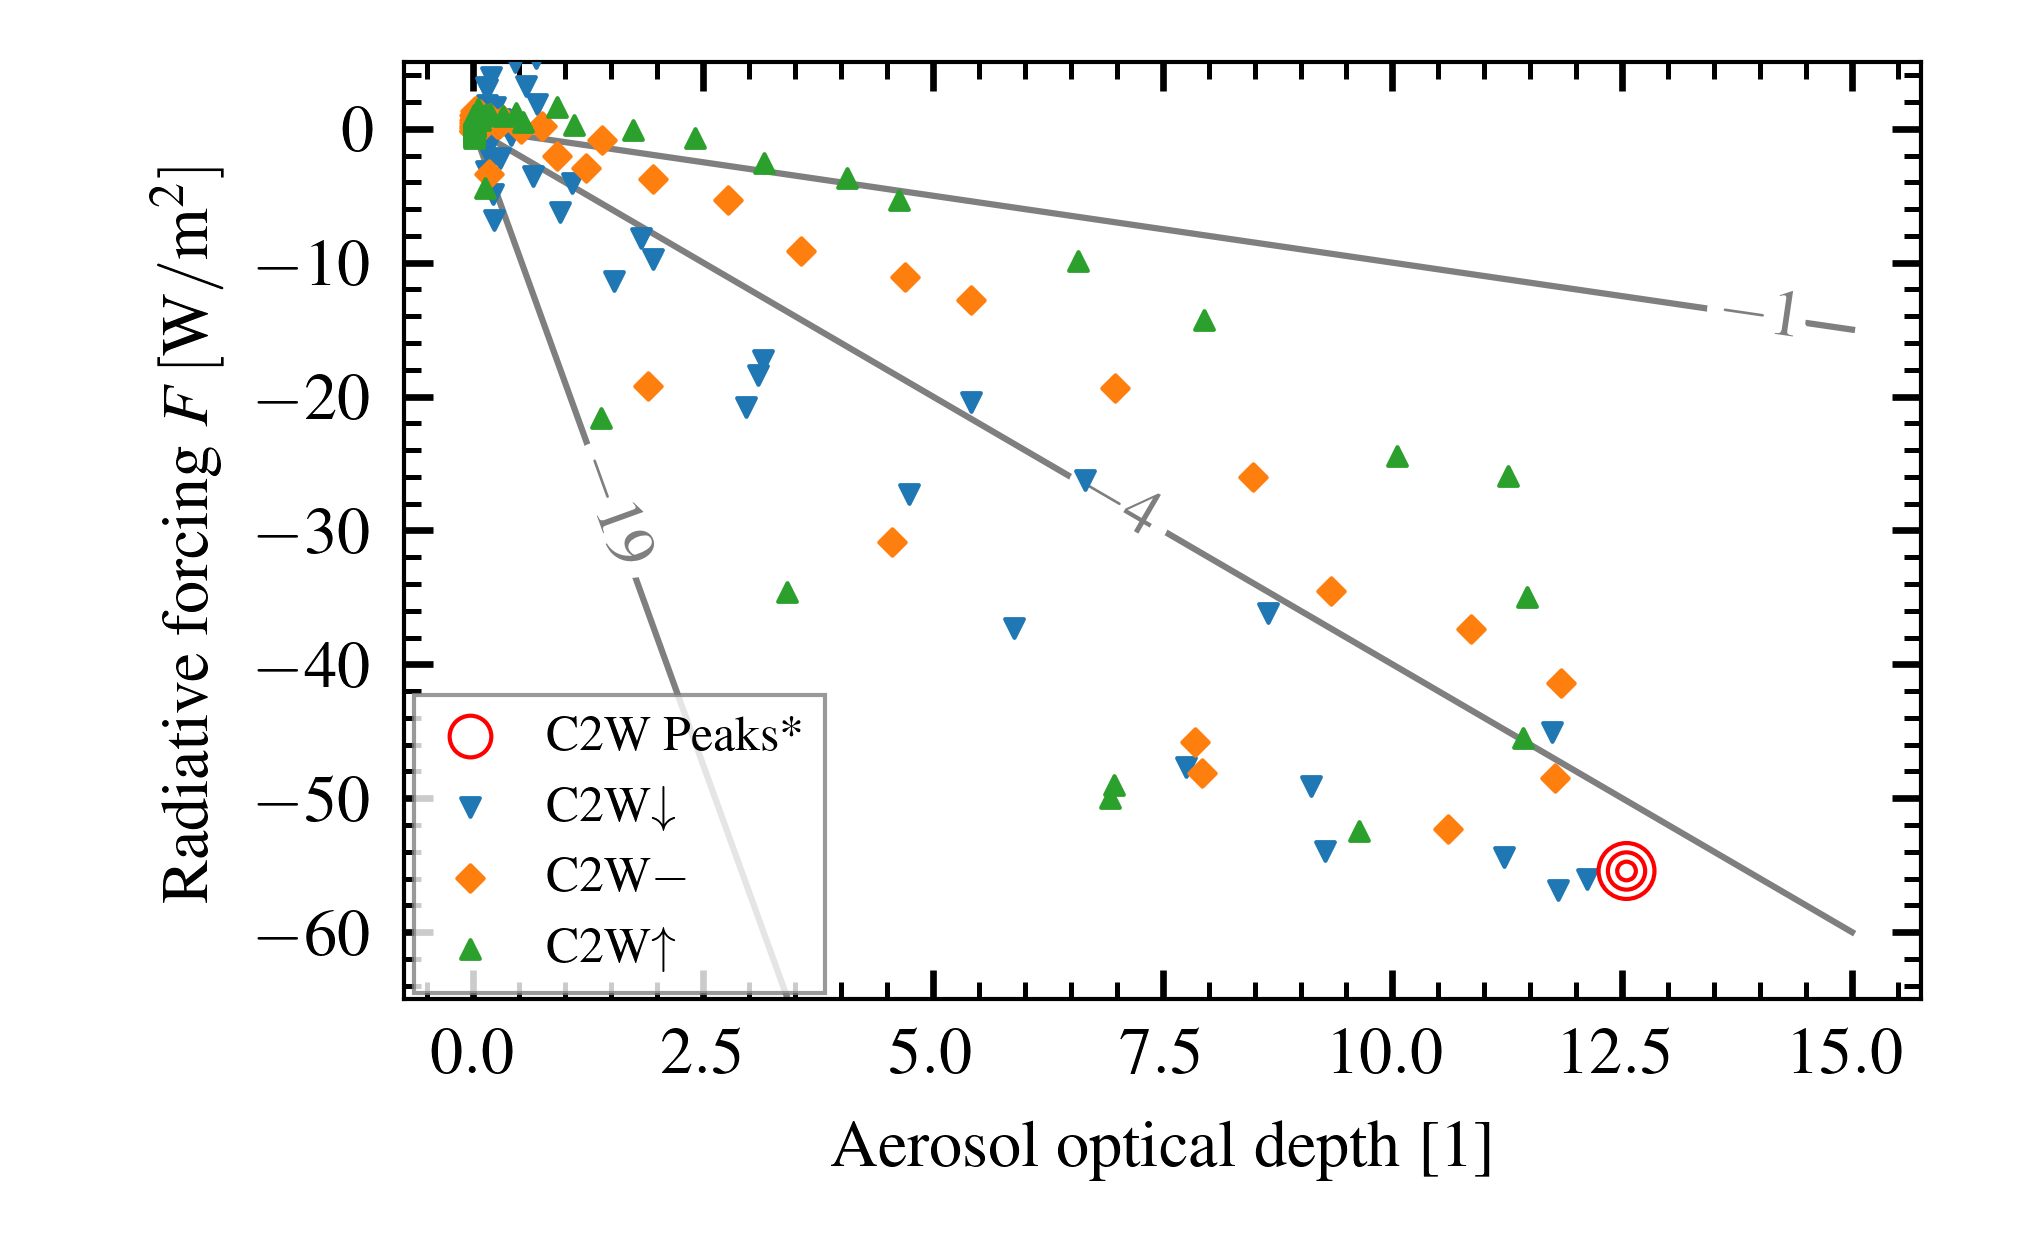 0
−10
−20
−30
−40
−50
−60
Radiative forcing F [W/m²]
−1
−4
−19
C2W Peaks*
C2W↓
C2W−
C2W↑
0.0 2.5 5.0 7.5 10.0 12.5 15.0
Aerosol optical depth [1]